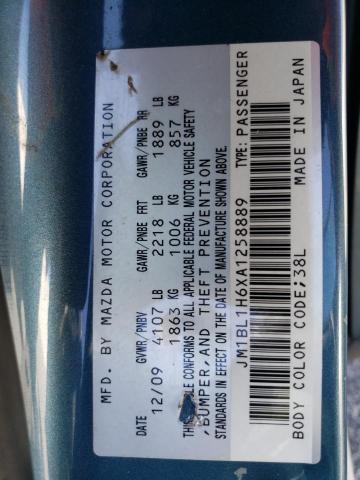 MFD. BY MAZDA MOTOR CORPORATION
DATE GVWR/PNBV GAWR/PNBE FRT GAWR/PNBE RR
12/09 4107 LB 2218 LB 1889 LB
1863 KG 1006 KG 857 KG
CONFORMS TO ALL APPLICABLE FEDERAL MOTOR VEHICLE SAFETY
,BUMPER,AND THEFT PREVENTION
STANDARDS IN EFFECT ON THE DATE OF MANUFACTURE SHOWN ABOVE.
JM1BL1H6XA1258889 TYPE: PASSENGER
BODY COLOR CODE;38L MADE IN JAPAN